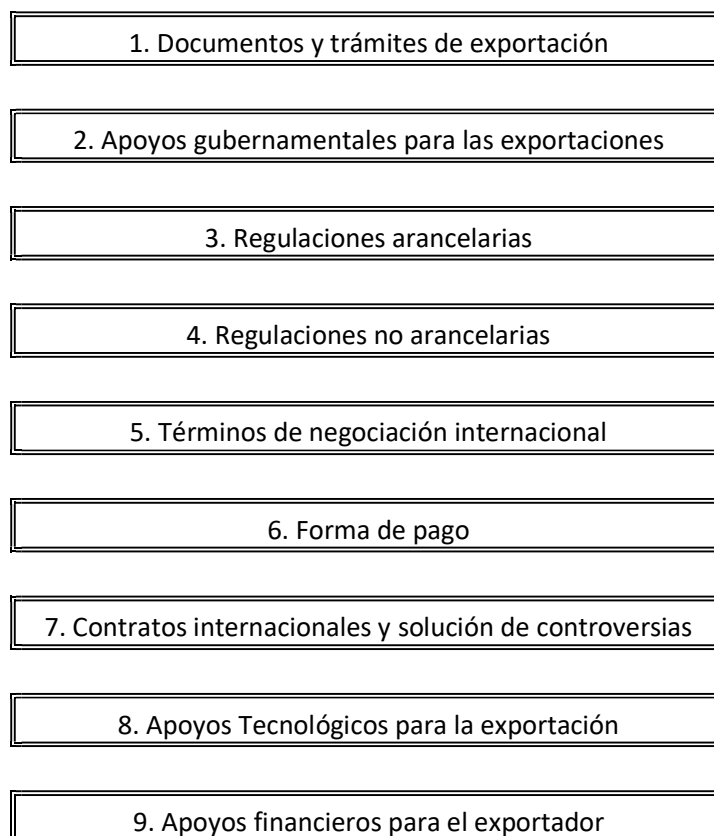 1. Documentos y trámites de exportación
2. Apoyos gubernamentales para las exportaciones
3. Regulaciones arancelarias
4. Regulaciones no arancelarias
5. Términos de negociación internacional
6. Forma de pago
7. Contratos internacionales y solución de controversias
8. Apoyos Tecnológicos para la exportación
9. Apoyos financieros para el exportador